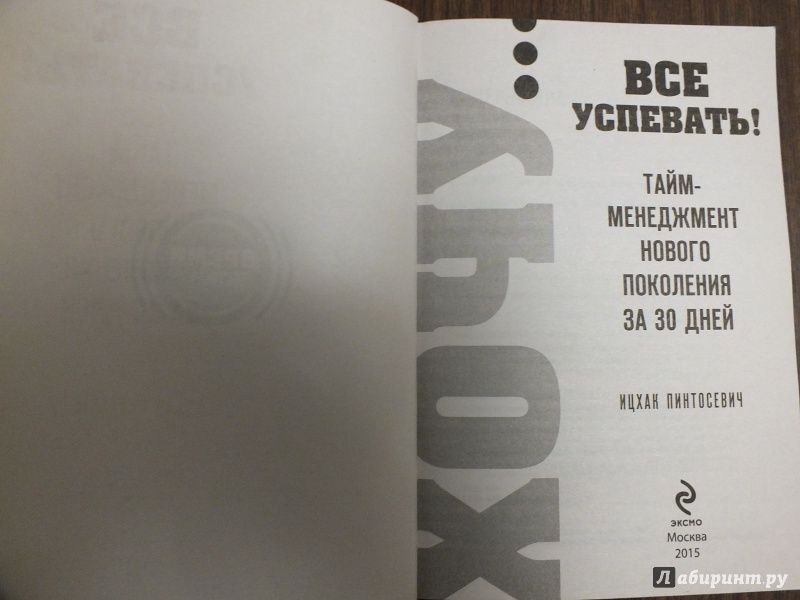 ХОЧУ
ВСЕ
УСПЕВАТЬ!
ТАЙМ-
МЕНЕДЖМЕНТ
НОВОГО
ПОКОЛЕНИЯ
ЗА 30 ДНЕЙ
ИЦХАК ПИНТОСЕВИЧ
ЭКСМО
Москва
2015
Лабиринт.ру